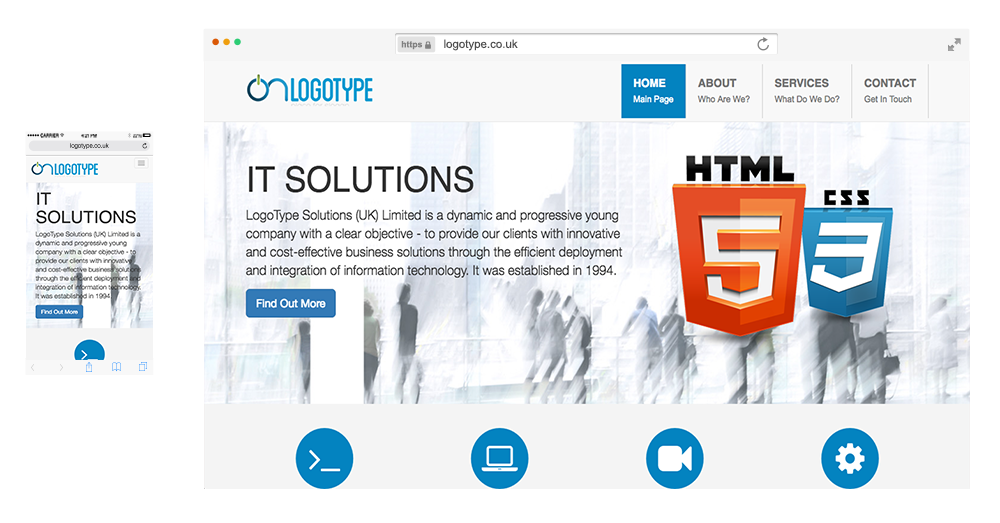 CARRIER
4:21 PM
22%
logotype.co.uk
LOGOTYPE
IT
SOLUTIONS
LogoType Solutions (UK) Limited is a
dynamic and progressive young
company with a clear objective - to
provide our clients with innovative
and cost-effective business solutions
through the efficient deployment and
integration of information technology.
It was established in 1994.
Find Out More
https
logotype.co.uk
LOGOTYPE
HOME
Main Page
ABOUT
Who Are We?
SERVICES
What Do We Do?
CONTACT
Get In Touch
IT SOLUTIONS
LogoType Solutions (UK) Limited is a dynamic and progressive young
company with a clear objective - to provide our clients with innovative
and cost-effective business solutions through the efficient deployment
and integration of information technology. It was established in 1994.
Find Out More
HTML
5
CSS
3